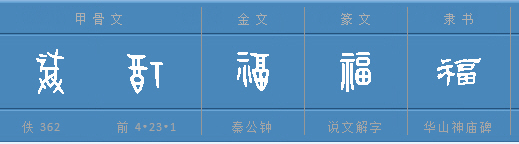 甲骨文 金文 篆文 隶书
福 福 福
佚 362 前 4•23•1 秦公钟 说文解字 华山神庙碑